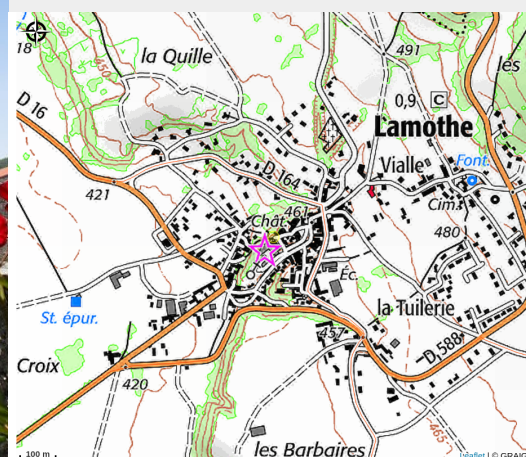 18
la Quille
450
491
les
D 16
0,9
C
Lamothe
Vialle
Font.
D 164
421
Chât.
461
Cim.
480
Éc.
St. épur.
la Tuilerie
457
D 588
Croix
420
465
les Barbaires
100 m
Leaflet | © GRAIG